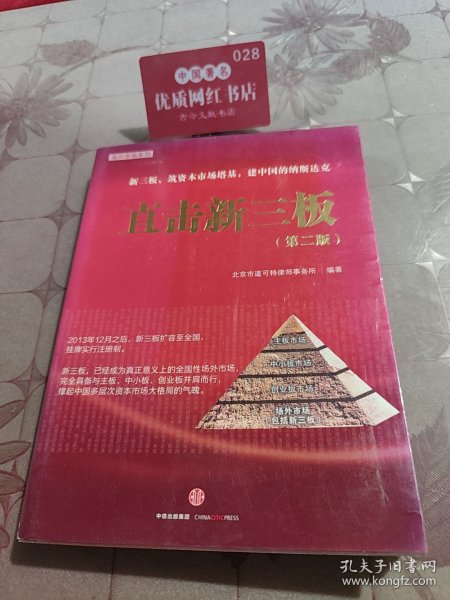 028
中国著名
优质网红书店
古今文献书店
新三板、筑资本市场塔基，建中国的纳斯达克
直击新三板
（第二版）
北京市道可特律师事务所 编著
2013年12月之后，新三板扩容至全国，
挂牌实行注册制。
新三板，已经成为真正意义上的全国性场外市场，
完全具备与主板、中小板、创业板并肩而行，
撑起中国多层次资本市场大格局的气魄。
主板市场
中小板市场
创业板市场
场外市场
包括新三板
中信出版集团 CHINACITICPRESS
孔夫子旧书网
www.kongfz.com